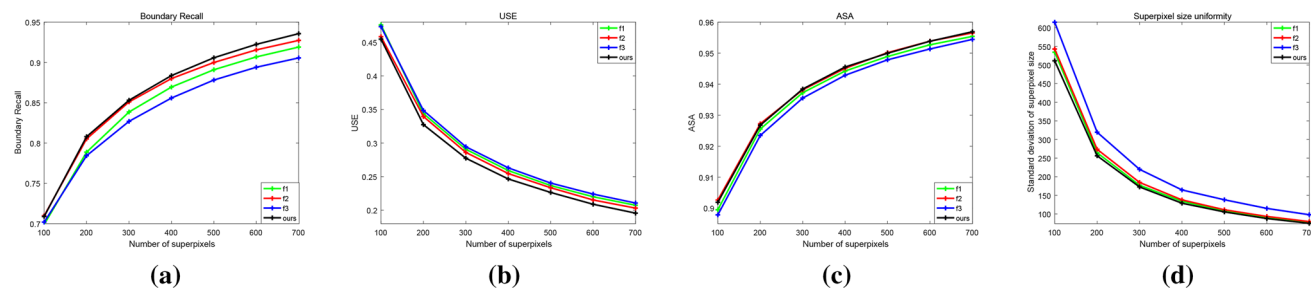 Boundary Recall
0.95
0.9
0.85
0.8
0.75
0.7
Boundary Recall
f1
f2
f3
ours
100 200 300 400 500 600 700
Number of superpixels
(a)
USE
0.45
0.4
0.35
0.3
0.25
0.2
USE
f1
f2
f3
ours
100 200 300 400 500 600 700
Number of superpixels
(b)
ASA
0.96
0.95
0.94
0.93
0.92
0.91
0.9
ASA
f1
f2
f3
ours
100 200 300 400 500 600 700
Number of superpixels
(c)
Superpixel size uniformity
600
550
500
450
400
350
300
250
200
150
100
Standard deviation of superpixel size
f1
f2
f3
ours
100 200 300 400 500 600 700
Number of superpixels
(d)